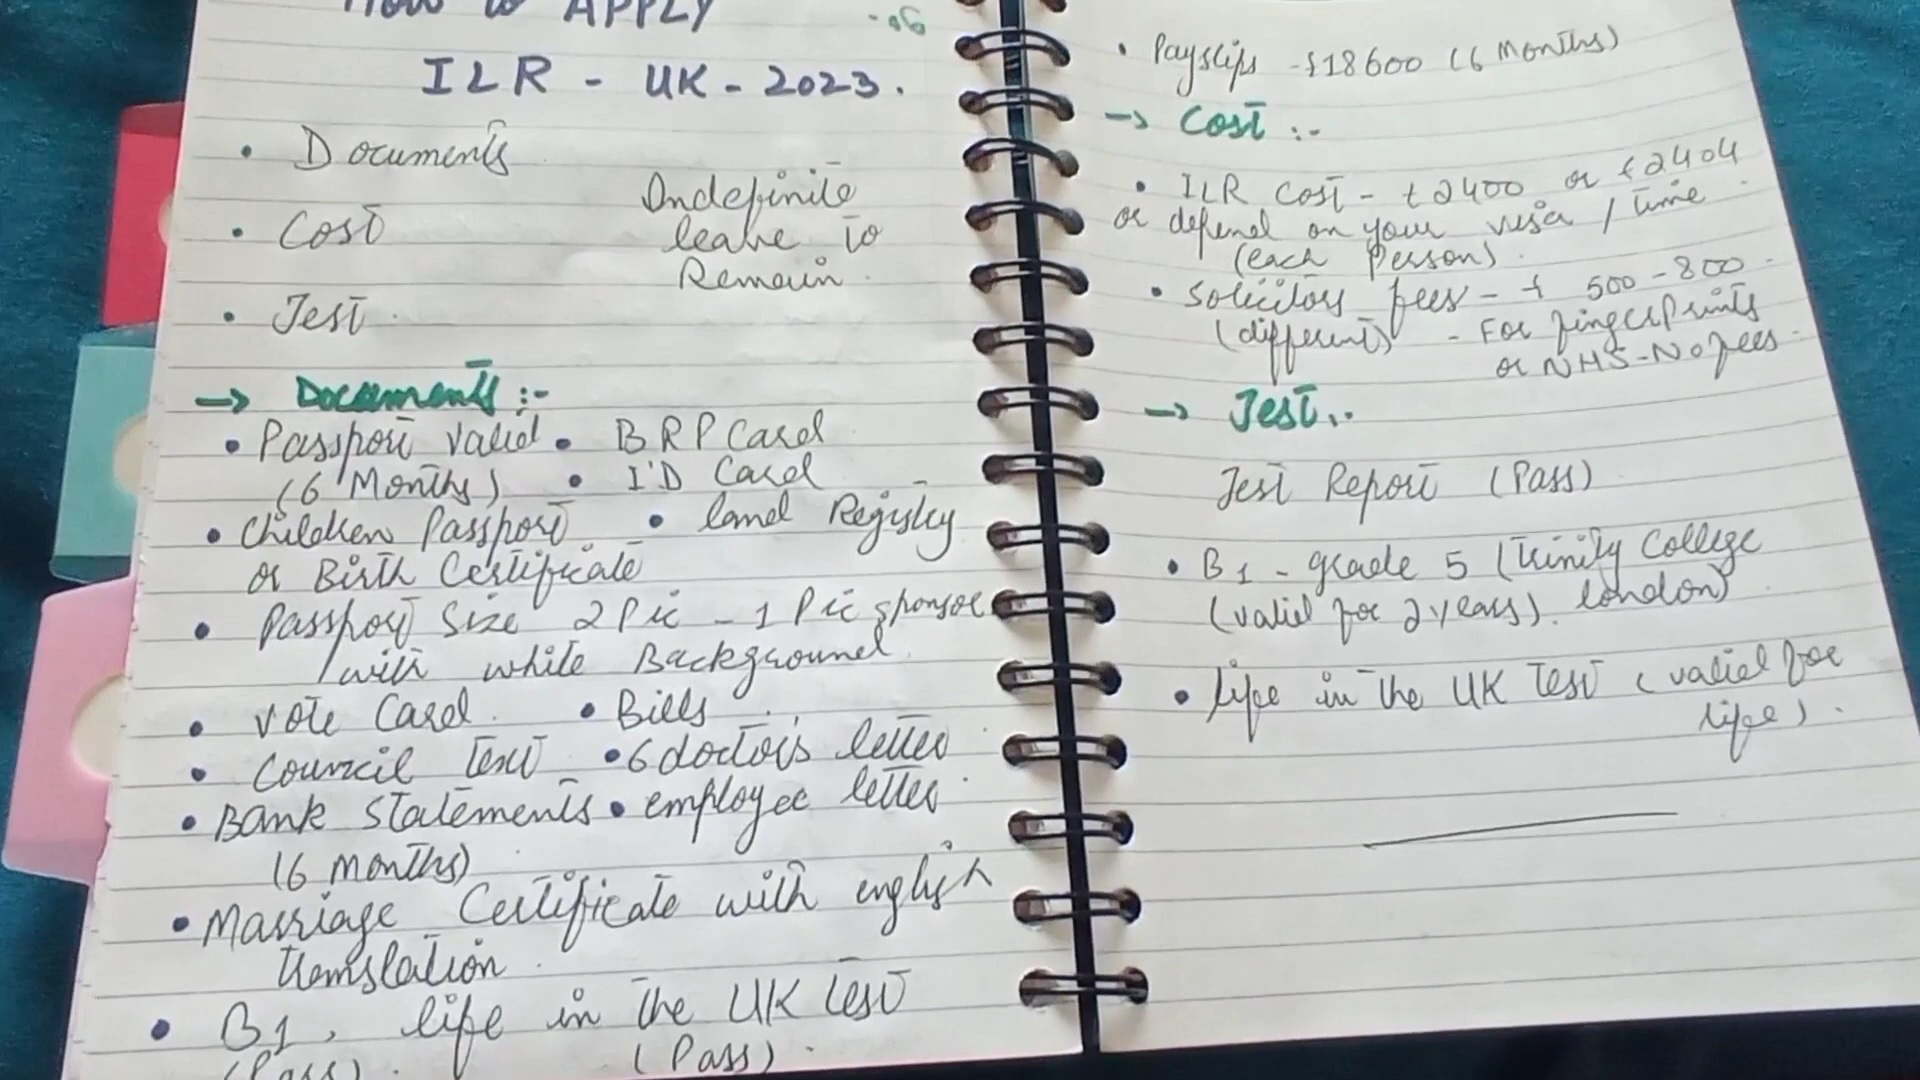 How to APPLY
ILR - UK - 2023.
• Documents
Indefinite
• Cost leave to
Remain.
• Test.
→ Documents :-
• Passport valid • BRP Card
(6 Months) • I'D Card
• Children Passport • land Registry
or Birth Certificate
• Passport Size 2 Pic - 1 Pic sponsor
with white Background.
• Vote Card. • Bills
• Council text • 6 doctor's letter
• Bank statements • employee letter
(6 months)
• Marriage Certificate with english
translation.
• B1, life in the UK test
(Pass). (Pass).
• Payslips - £18600 (6 Months)
→ Cost :-
• ILR Cost - £2400 or £2404
or depend on your visa / time
(each person).
• Solicitors fees - £ 500 - 800.
(different) - For fingerprints
or NHS - No fees.
→ Test..
Test Report (Pass)
• B1 - grade 5 (Trinity College
(valid for 2 years). london)
• life in the UK test (valid for
life).